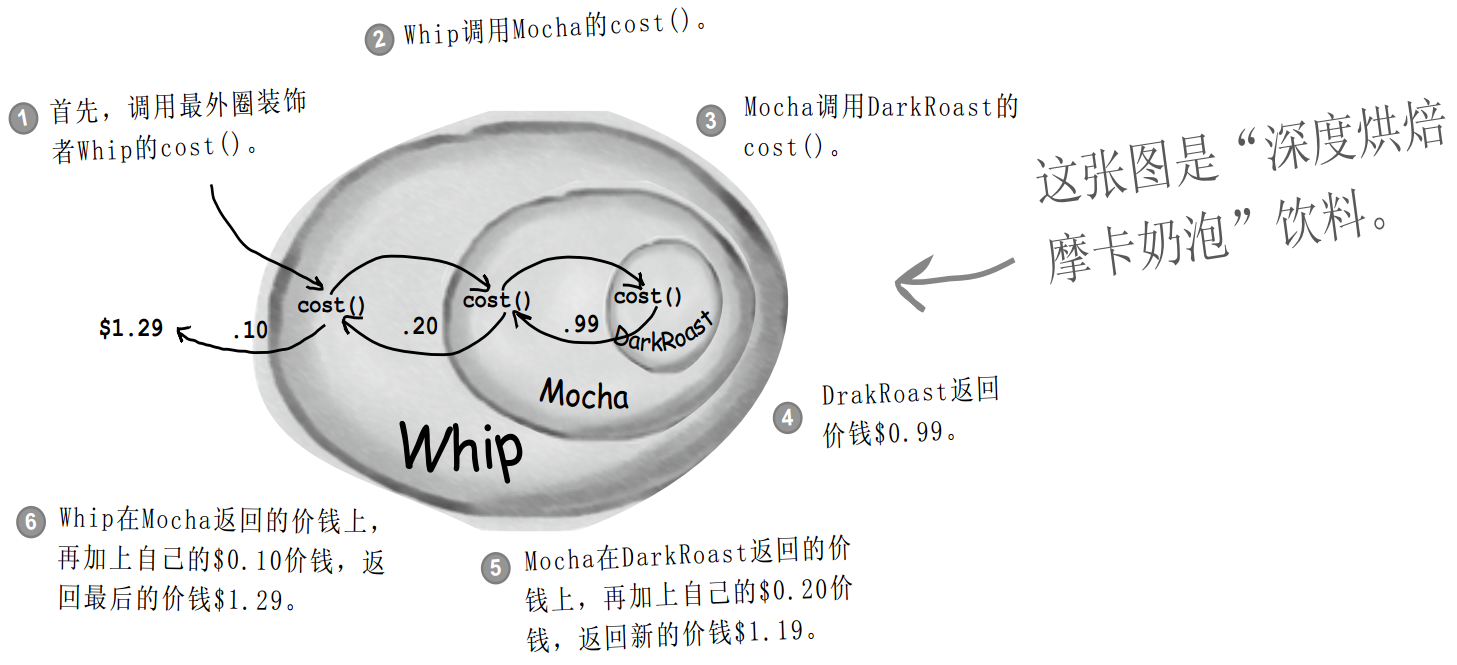 ② Whip调用Mocha的cost()。
① 首先，调用最外圈装饰
者Whip的cost()。
③ Mocha调用DarkRoast的
cost()。
这张图是“深度烘焙
摩卡奶泡”饮料。
cost() cost() cost()
$1.29 .10 .20 .99
DarkRoast
Mocha
Whip
④ DrakRoast返回
价钱$0.99。
⑥ Whip在Mocha返回的价钱上，
再加上自己的$0.10价钱，返
回最后的价钱$1.29。
⑤ Mocha在DarkRoast返回的价
钱上，再加上自己的$0.20价
钱，返回新的价钱$1.19。